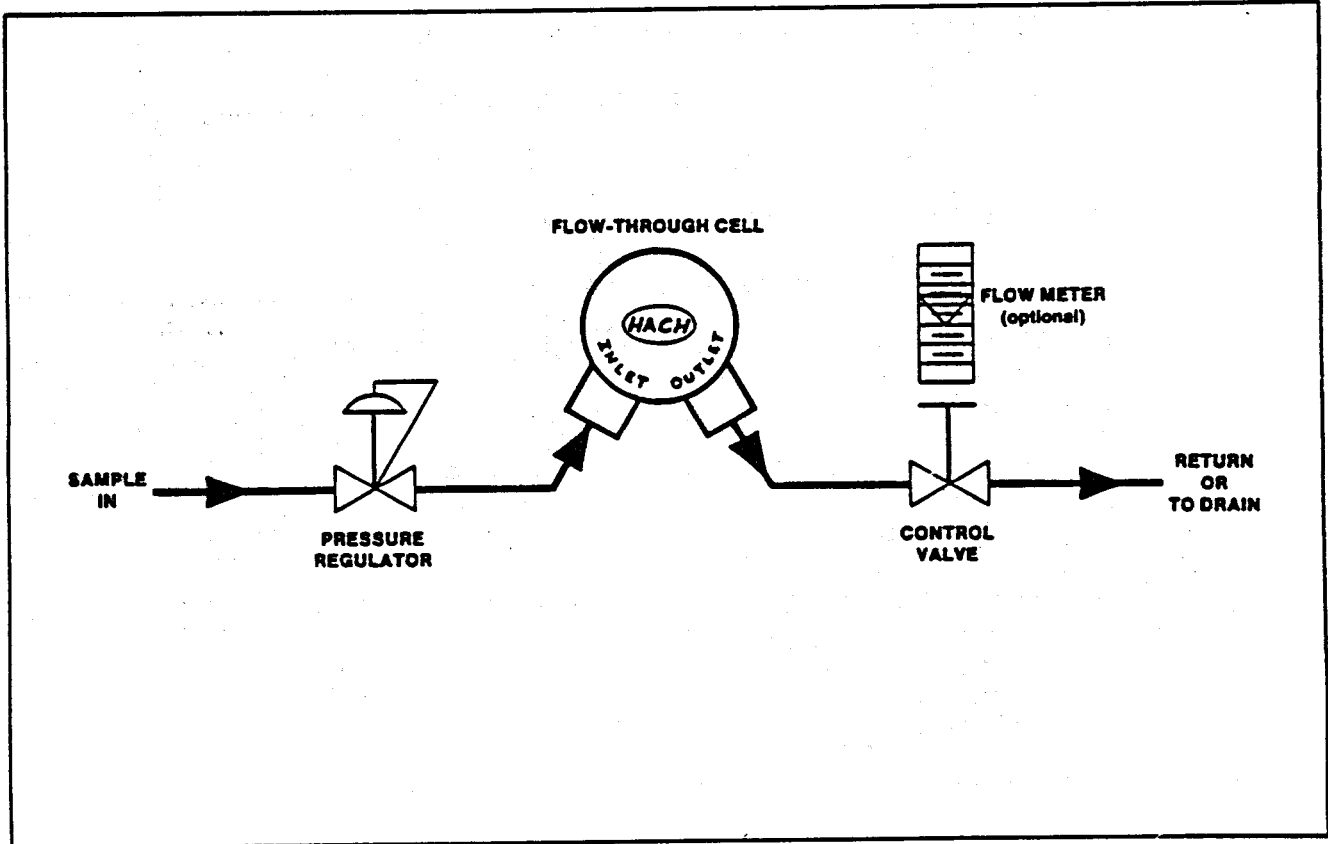 FLOW-THROUGH CELL
HACH
INLET OUTLET
FLOW METER
(optional)
SAMPLE
IN
PRESSURE
REGULATOR
CONTROL
VALVE
RETURN
OR
TO DRAIN